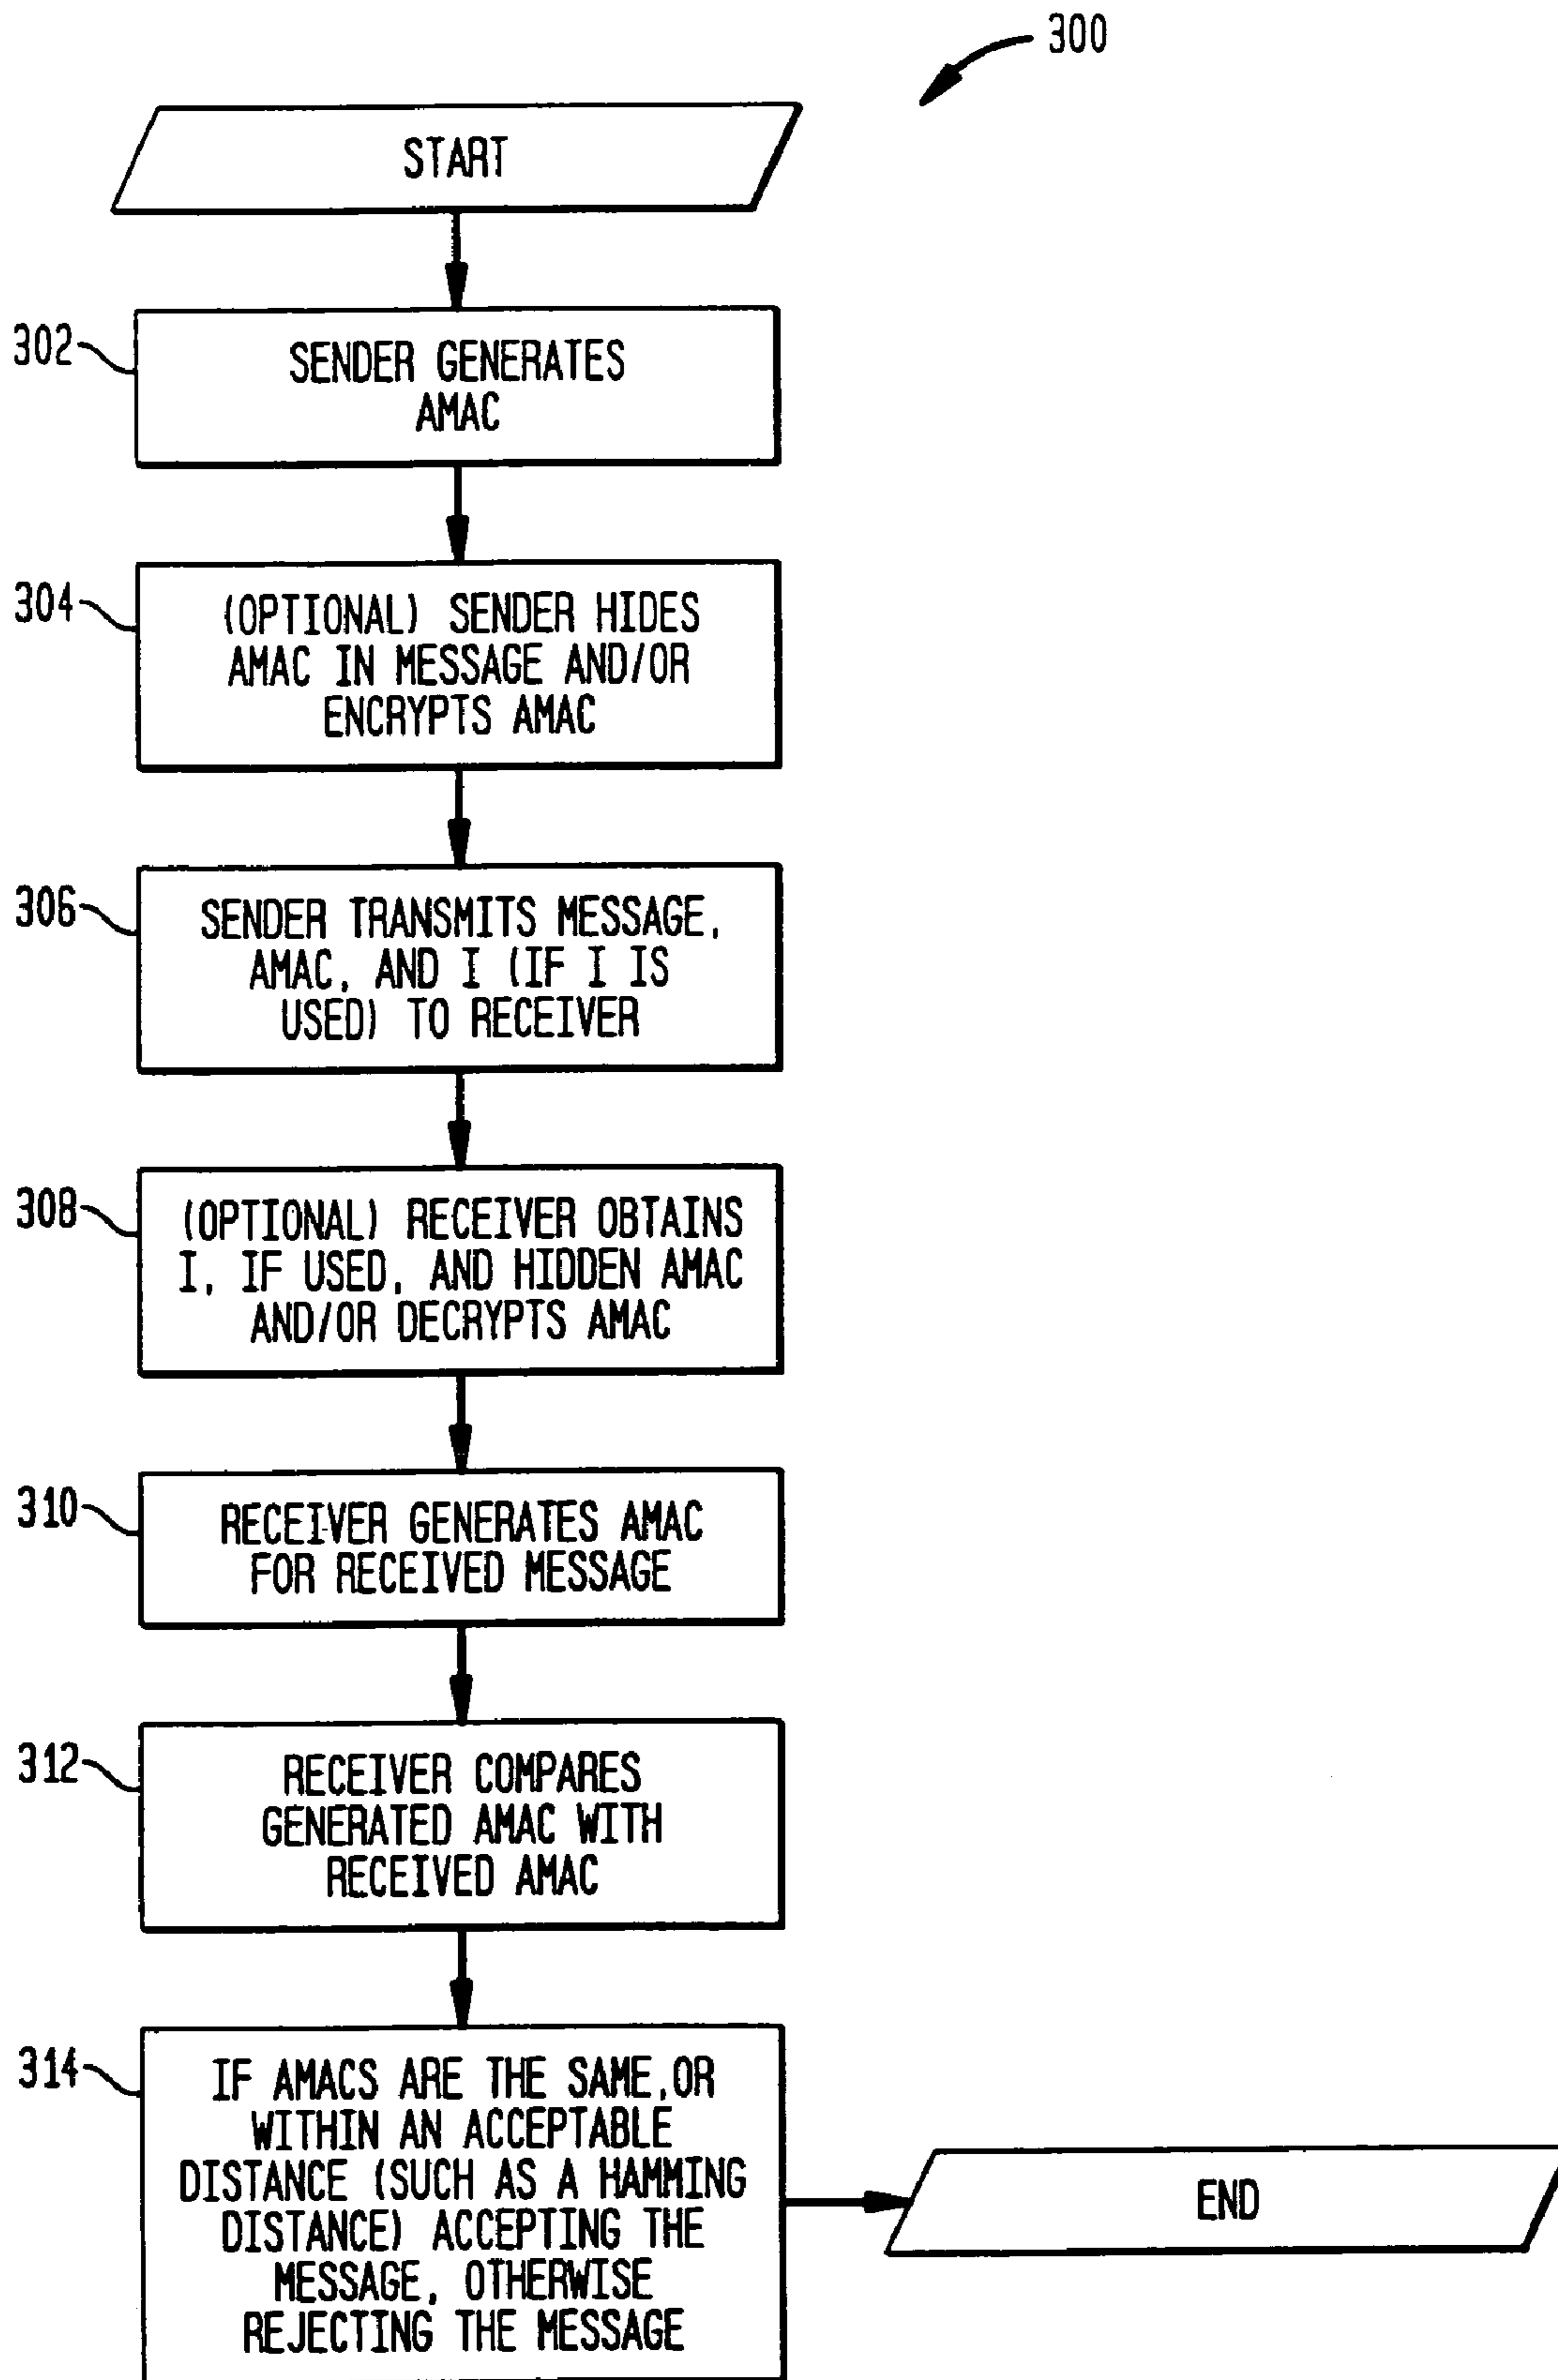 300
START
302
SENDER GENERATES
AMAC
304
(OPTIONAL) SENDER HIDES
AMAC IN MESSAGE AND/OR
ENCRYPTS AMAC
306
SENDER TRANSMITS MESSAGE,
AMAC, AND I (IF I IS
USED) TO RECEIVER
308
(OPTIONAL) RECEIVER OBTAINS
I, IF USED, AND HIDDEN AMAC
AND/OR DECRYPTS AMAC
310
RECEIVER GENERATES AMAC
FOR RECEIVED MESSAGE
312
RECEIVER COMPARES
GENERATED AMAC WITH
RECEIVED AMAC
314
IF AMACS ARE THE SAME, OR
WITHIN AN ACCEPTABLE
DISTANCE (SUCH AS A HAMMING
DISTANCE) ACCEPTING THE
MESSAGE, OTHERWISE
REJECTING THE MESSAGE
END